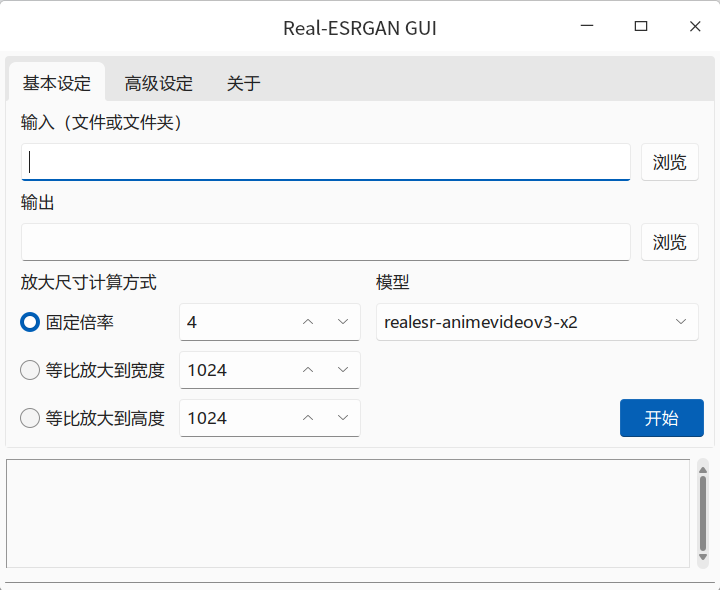 Real-ESRGAN GUI
基本设定 高级设定 关于
输入（文件或文件夹）
浏览
输出
浏览
放大尺寸计算方式 模型
固定倍率 4 realesr-animevideov3-x2
等比放大到宽度 1024
等比放大到高度 1024 开始